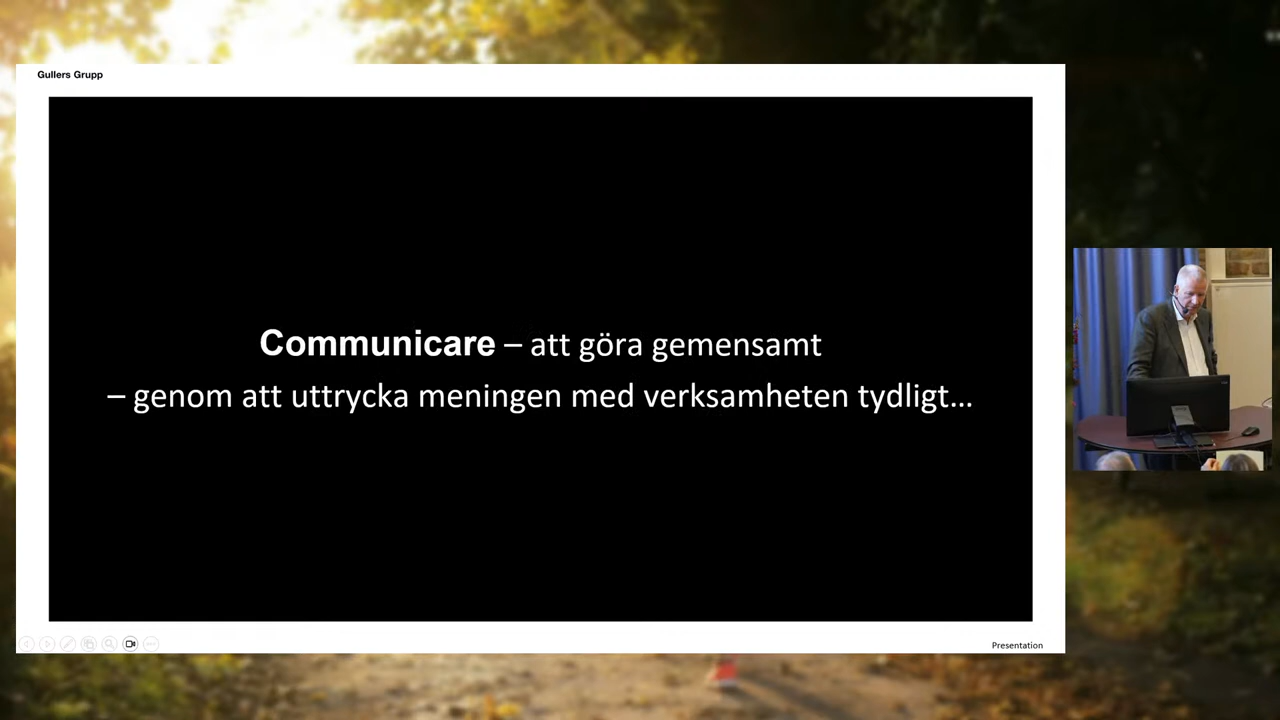 Gullers Grupp
Communicare – att göra gemensamt
– genom att uttrycka meningen med verksamheten tydligt...
Presentation